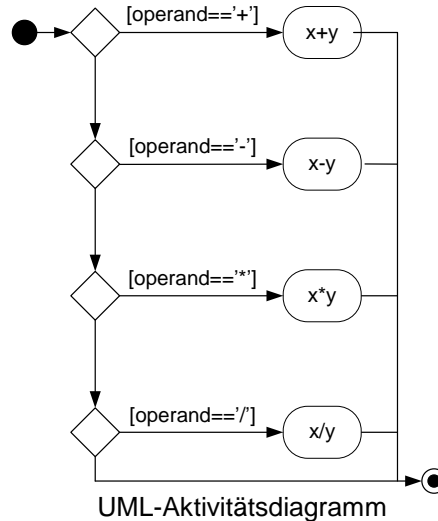 [operand=='+']
x+y
[operand=='-']
x-y
[operand=='*']
x*y
[operand=='/']
x/y
UML-Aktivitätsdiagramm